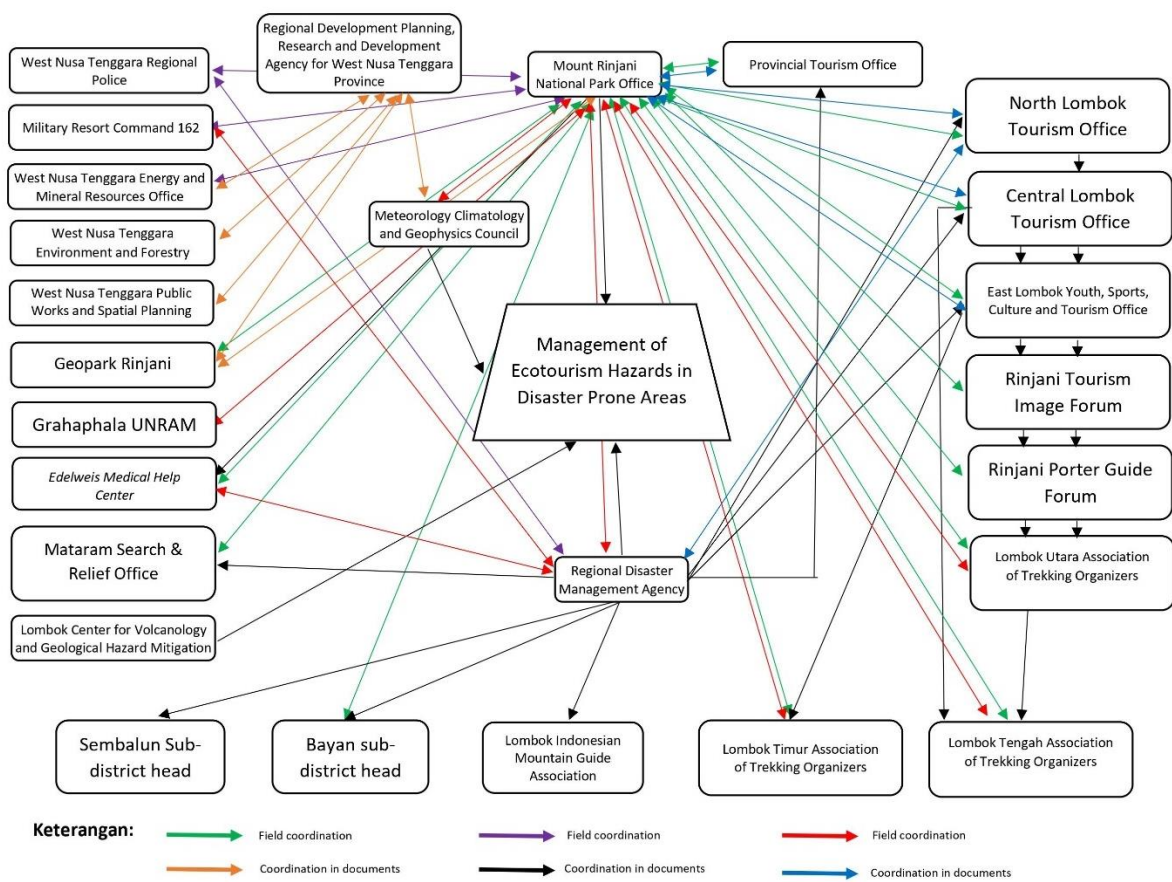 Regional Development Planning,
Research and Development
Agency for West Nusa Tenggara
Province
West Nusa Tenggara Regional
Police
Mount Rinjani
National Park Office
Provincial Tourism Office
North Lombok
Tourism Office
Military Resort Command 162
West Nusa Tenggara Energy and
Mineral Resources Office
Central Lombok
Tourism Office
Meteorology Climatology
and Geophysics Council
West Nusa Tenggara
Environment and Forestry
West Nusa Tenggara Public
Works and Spatial Planning
East Lombok Youth, Sports,
Culture and Tourism Office
Management of
Ecotourism Hazards in
Disaster Prone Areas
Geopark Rinjani
Rinjani Tourism
Image Forum
Grahaphala UNRAM
Edelweis Medical Help
Center
Rinjani Porter Guide
Forum
Mataram Search &
Relief Office
Regional Disaster
Management Agency
Lombok Utara Association
of Trekking Organizers
Lombok Center for Volcanology
and Geological Hazard Mitigation
Sembalun Sub-
district head
Bayan sub-
district head
Lombok Indonesian
Mountain Guide
Association
Lombok Timur Association
of Trekking Organizers
Lombok Tengah Association
of Trekking Organizers
Keterangan:
Field coordination
Field coordination
Field coordination
Coordination in documents
Coordination in documents
Coordination in documents